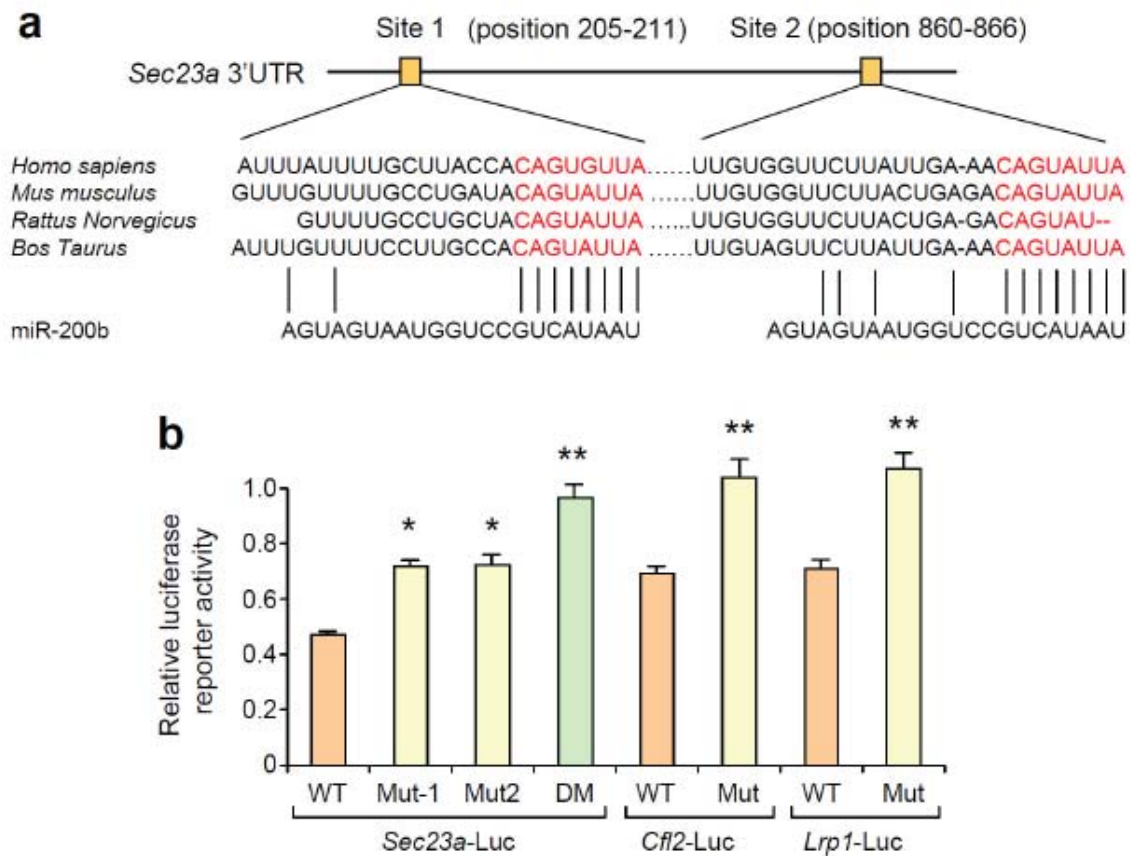 a
Site 1 (position 205-211) Site 2 (position 860-866)
Sec23a 3'UTR
Homo sapiens AUUUAUUUUGCUUACCACAGUGUUA......UUGUGGUUCUUAUUGA-AACAGUAUUA
Mus musculus GUUUGUUUUGCCUGAUACAGUAUUA......UUGUGGUUCUUACUGAGACAGUAUUA
Rattus Norvegicus GUUUUGCCUGCUACAGUAUUA......UUGUGGUUCUUACUGA-GACAGUAU--
Bos Taurus AUUUGUUUUCCUUGCCACAGUAUUA......UUGUAGUUCUUAUUGA-AACAGUAUUA
miR-200b AGUAGUAAUGGUCCGUCAUAAU AGUAGUAAUGGUCCGUCAUAAU
b
Relative luciferase
reporter activity
1.0
0.8
0.6
0.4
0.2
0
* * ** ** **
WT Mut-1 Mut2 DM WT Mut WT Mut
Sec23a-Luc Cfl2-Luc Lrp1-Luc